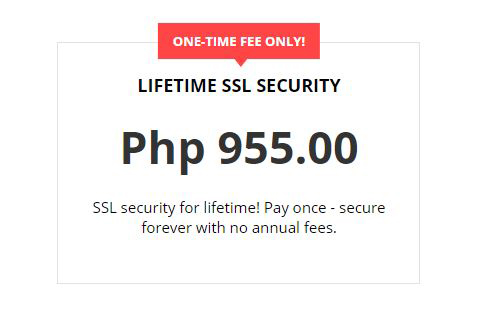 ONE-TIME FEE ONLY!
LIFETIME SSL SECURITY
Php 955.00
SSL security for lifetime! Pay once - secure
forever with no annual fees.